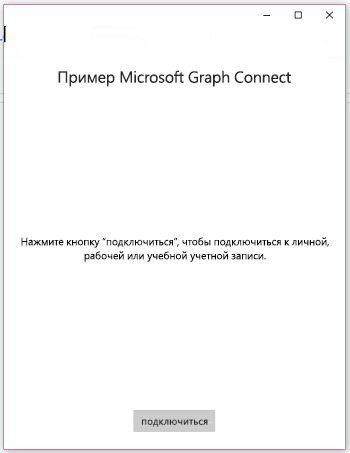 Пример Microsoft Graph Connect
Нажмите кнопку "подключиться", чтобы подключиться к личной,
рабочей или учебной учетной записи.
подключиться